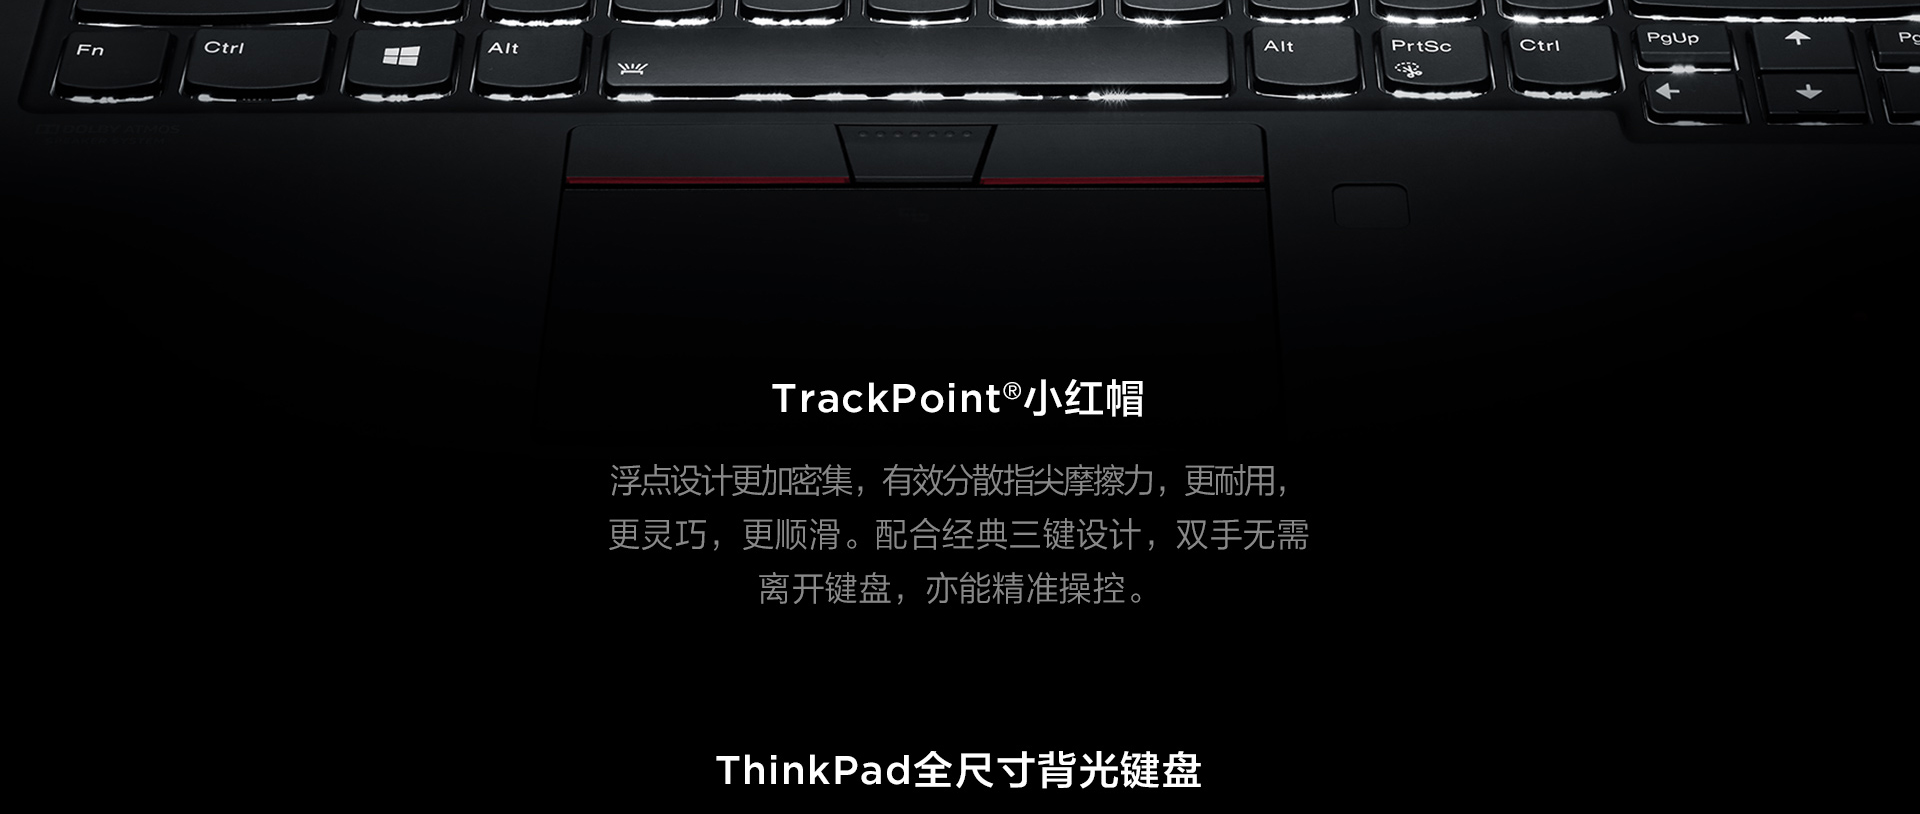 Fn Ctrl Alt Alt PrtSc Ctrl PgUp
DOLBY ATMOS
TrackPoint®小红帽
浮点设计更加密集，有效分散指尖摩擦力，更耐用，
更灵巧，更顺滑。配合经典三键设计，双手无需
离开键盘，亦能精准操控。
ThinkPad全尺寸背光键盘